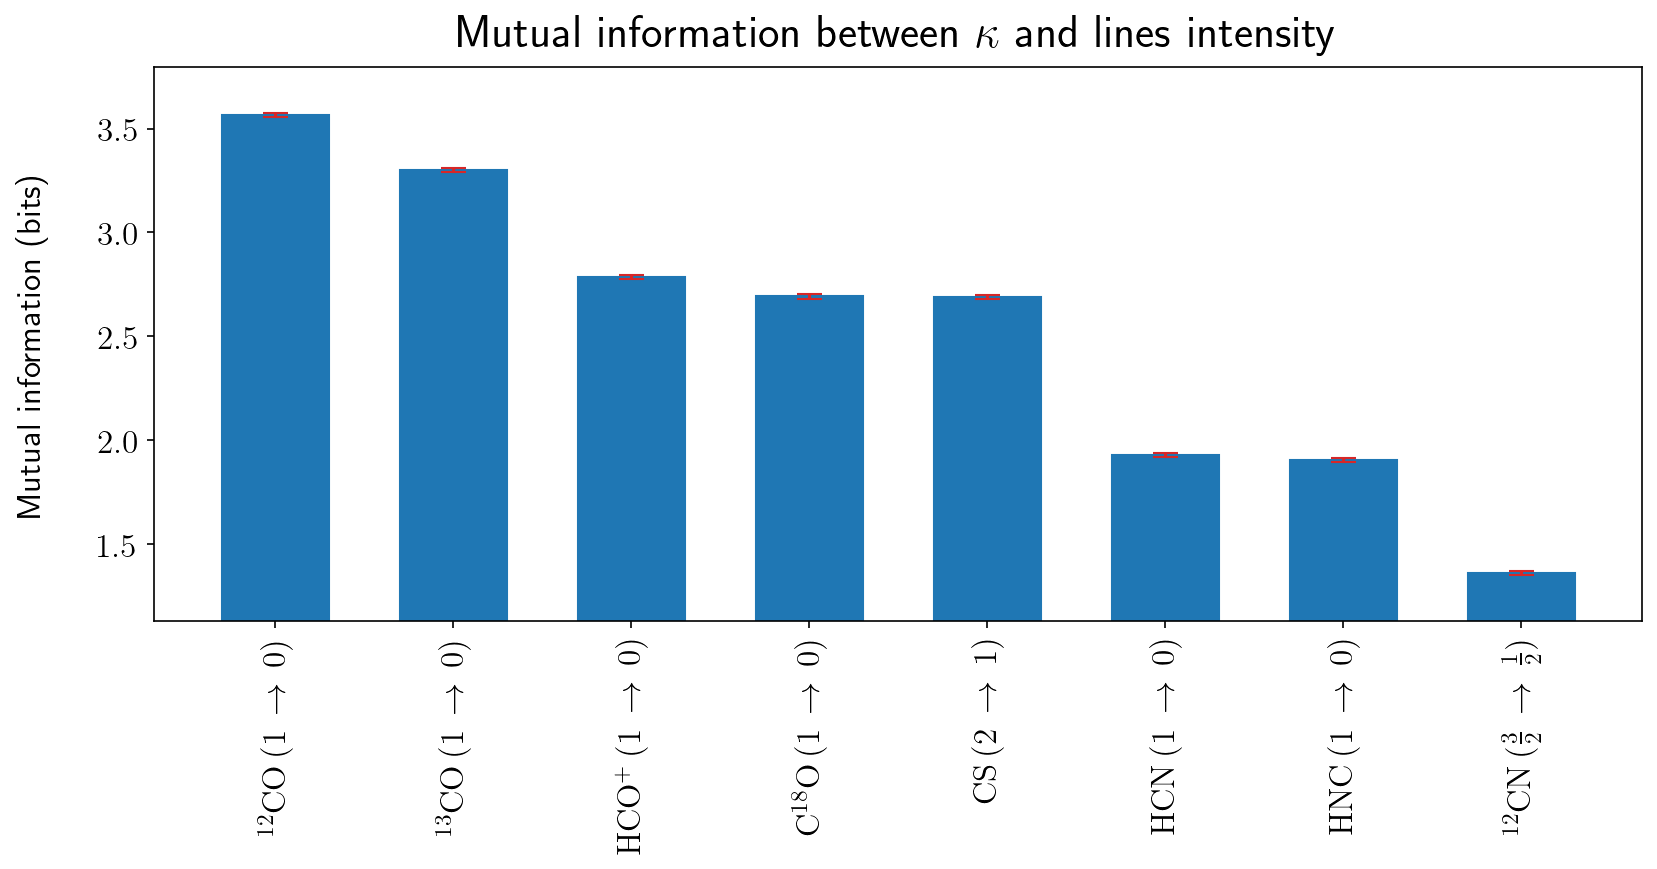 Mutual information between κ and lines intensity
Mutual information (bits)
3.5
3.0
2.5
2.0
1.5
¹²CO (1 → 0)
¹³CO (1 → 0)
HCO⁺ (1 → 0)
C¹⁸O (1 → 0)
CS (2 → 1)
HCN (1 → 0)
HNC (1 → 0)
¹²CN (3/2 → 1/2)